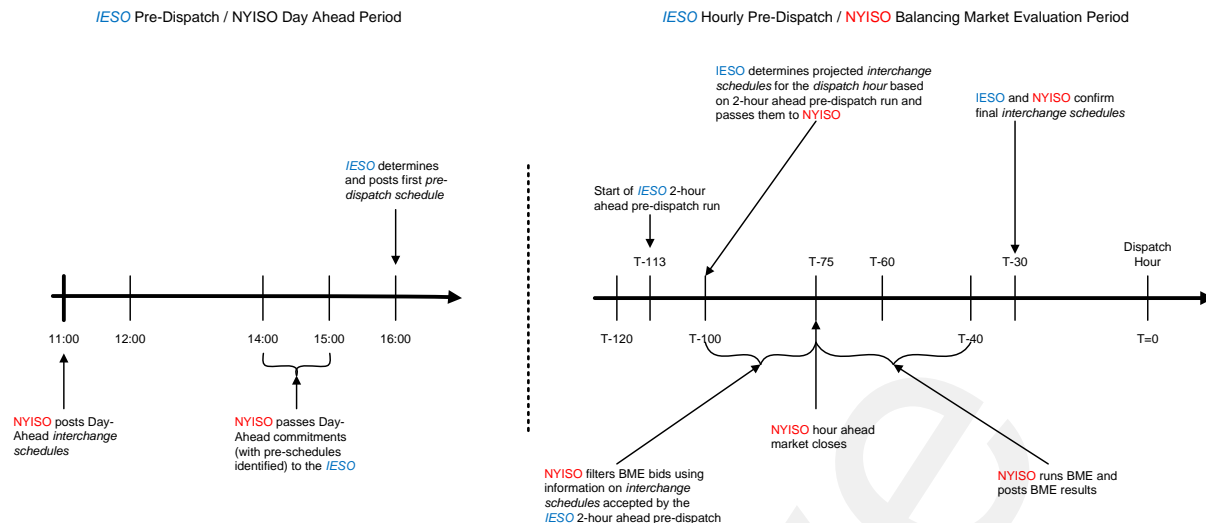 IESO Pre-Dispatch / NYISO Day Ahead Period
IESO determines
and posts first pre-
dispatch schedule
11:00
12:00
14:00
15:00
16:00
NYISO posts Day-
Ahead interchange
schedules
NYISO passes Day-
Ahead commitments
(with pre-schedules
identified) to the IESO
IESO Hourly Pre-Dispatch / NYISO Balancing Market Evaluation Period
IESO determines projected interchange
schedules for the dispatch hour based
on 2-hour ahead pre-dispatch run and
passes them to NYISO
IESO and NYISO confirm
final interchange schedules
Start of IESO 2-hour
ahead pre-dispatch run
Dispatch
Hour
T-113
T-75
T-60
T-30
T-120
T-100
T-40
T=0
NYISO hour ahead
market closes
NYISO filters BME bids using
information on interchange
schedules accepted by the
IESO 2-hour ahead pre-dispatch
NYISO runs BME and
posts BME results